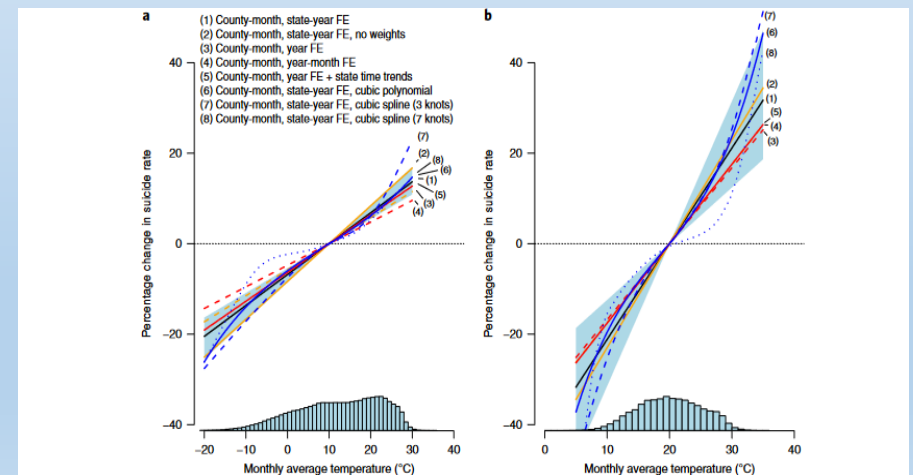 a
(1) County-month, state-year FE
(2) County-month, state-year FE, no weights
(3) County-month, year FE
(4) County-month, year-month FE
(5) County-month, year FE + state time trends
(6) County-month, state-year FE, cubic polynomial
(7) County-month, state-year FE, cubic spline (3 knots)
(8) County-month, state-year FE, cubic spline (7 knots)
Percentage change in suicide rate
40
20
0
−20
−40
(7)
(2)
(8)
(6)
(1)
(5)
(3)
(4)
−20
−10
0
10
20
30
40
Monthly average temperature (°C)
b
Percentage change in suicide rate
40
20
0
−20
−40
(7)
(6)
(8)
(2)
(1)
(5)
(4)
(3)
0
10
20
30
40
Monthly average temperature (°C)